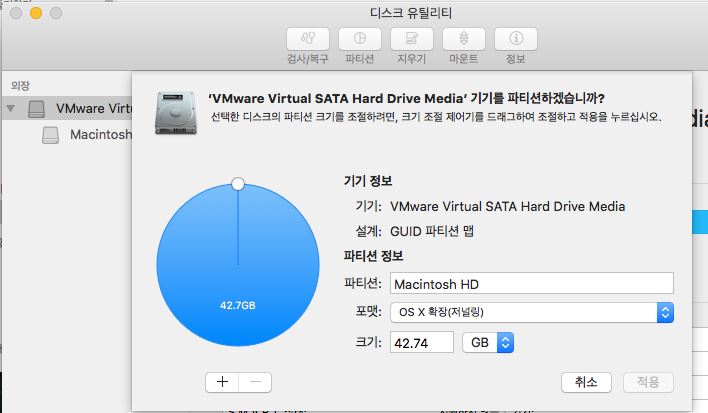 디스크 유틸리티
검사/복구 파티션 지우기 마운트 정보
외장
VMware Virtu
Macintosh
'VMware Virtual SATA Hard Drive Media' 기기를 파티션하겠습니까?
선택한 디스크의 파티션 크기를 조절하려면, 크기 조절 제어기를 드래그하여 조절하고 적용을 누르십시오.
기기 정보
기기: VMware Virtual SATA Hard Drive Media
설계: GUID 파티션 맵
파티션 정보
파티션: Macintosh HD
포맷: OS X 확장(저널링)
크기: 42.74 GB
42.7GB
+ −
취소 적용